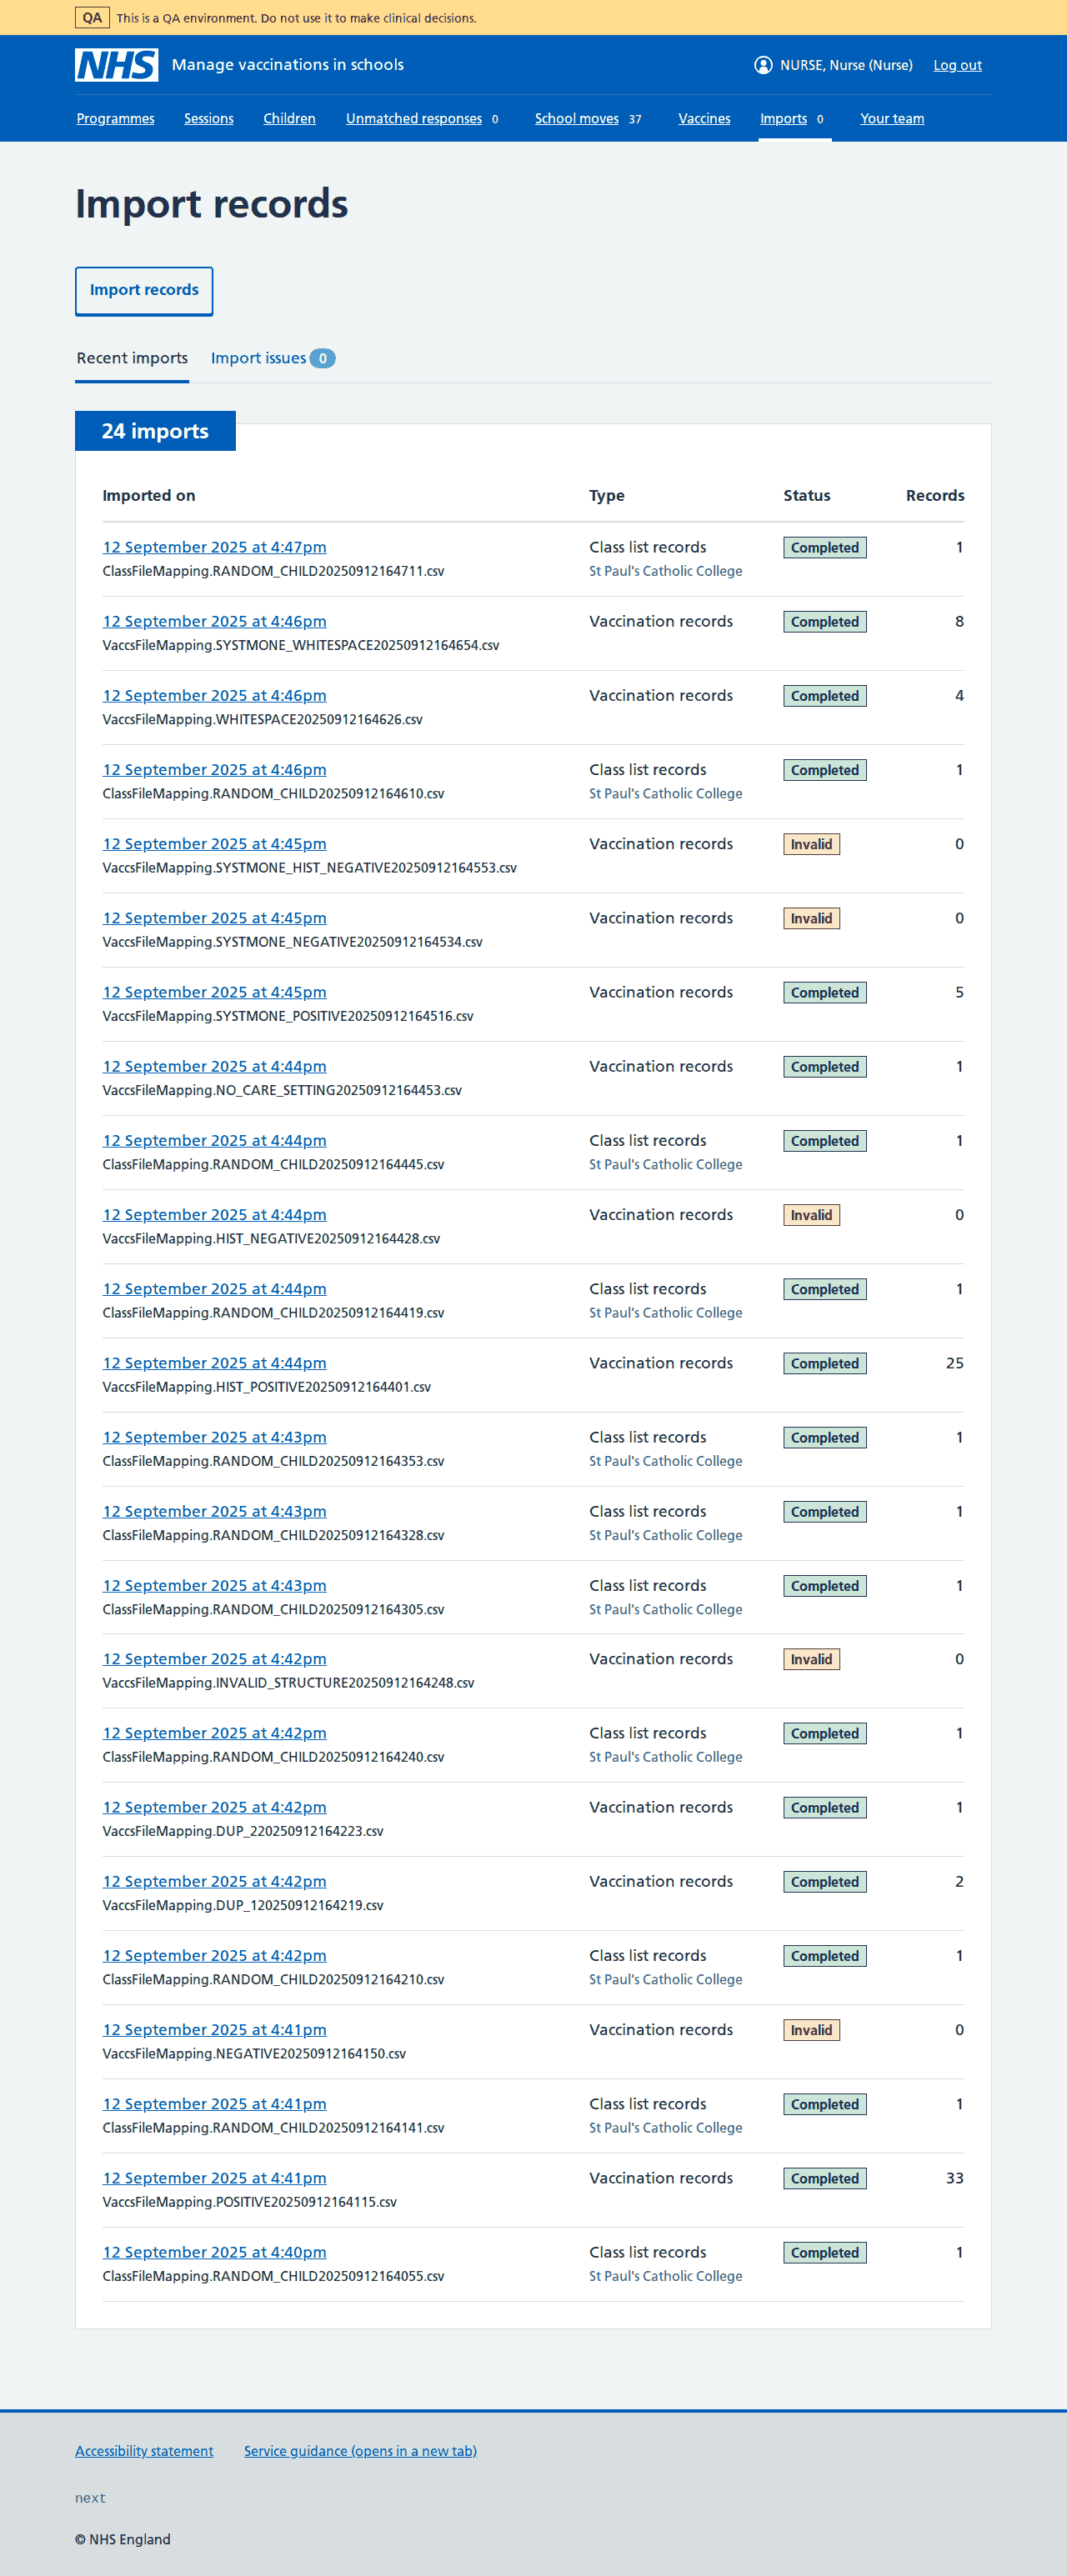 QA This is a QA environment. Do not use it to make clinical decisions.
NHS Manage vaccinations in schools NURSE, Nurse (Nurse) Log out
Programmes Sessions Children Unmatched responses 0 School moves 37 Vaccines Imports 0 Your team
Import records
Import records
Recent imports Import issues 0
24 imports
Imported on Type Status Records
12 September 2025 at 4:47pm Class list records Completed 1
ClassFileMapping.RANDOM_CHILD20250912164711.csv St Paul's Catholic College
12 September 2025 at 4:46pm Vaccination records Completed 8
VaccsFileMapping.SYSTMONE_WHITESPACE20250912164654.csv
12 September 2025 at 4:46pm Vaccination records Completed 4
VaccsFileMapping.WHITESPACE20250912164626.csv
12 September 2025 at 4:46pm Class list records Completed 1
ClassFileMapping.RANDOM_CHILD20250912164610.csv St Paul's Catholic College
12 September 2025 at 4:45pm Vaccination records Invalid 0
VaccsFileMapping.SYSTMONE_HIST_NEGATIVE20250912164553.csv
12 September 2025 at 4:45pm Vaccination records Invalid 0
VaccsFileMapping.SYSTMONE_NEGATIVE20250912164534.csv
12 September 2025 at 4:45pm Vaccination records Completed 5
VaccsFileMapping.SYSTMONE_POSITIVE20250912164516.csv
12 September 2025 at 4:44pm Vaccination records Completed 1
VaccsFileMapping.NO_CARE_SETTING20250912164453.csv
12 September 2025 at 4:44pm Class list records Completed 1
ClassFileMapping.RANDOM_CHILD20250912164445.csv St Paul's Catholic College
12 September 2025 at 4:44pm Vaccination records Invalid 0
VaccsFileMapping.HIST_NEGATIVE20250912164428.csv
12 September 2025 at 4:44pm Class list records Completed 1
ClassFileMapping.RANDOM_CHILD20250912164419.csv St Paul's Catholic College
12 September 2025 at 4:44pm Vaccination records Completed 25
VaccsFileMapping.HIST_POSITIVE20250912164401.csv
12 September 2025 at 4:43pm Class list records Completed 1
ClassFileMapping.RANDOM_CHILD20250912164353.csv St Paul's Catholic College
12 September 2025 at 4:43pm Class list records Completed 1
ClassFileMapping.RANDOM_CHILD20250912164328.csv St Paul's Catholic College
12 September 2025 at 4:43pm Class list records Completed 1
ClassFileMapping.RANDOM_CHILD20250912164305.csv St Paul's Catholic College
12 September 2025 at 4:42pm Vaccination records Invalid 0
VaccsFileMapping.INVALID_STRUCTURE20250912164248.csv
12 September 2025 at 4:42pm Class list records Completed 1
ClassFileMapping.RANDOM_CHILD20250912164240.csv St Paul's Catholic College
12 September 2025 at 4:42pm Vaccination records Completed 1
VaccsFileMapping.DUP_220250912164223.csv
12 September 2025 at 4:42pm Vaccination records Completed 2
VaccsFileMapping.DUP_120250912164219.csv
12 September 2025 at 4:42pm Class list records Completed 1
ClassFileMapping.RANDOM_CHILD20250912164210.csv St Paul's Catholic College
12 September 2025 at 4:41pm Vaccination records Invalid 0
VaccsFileMapping.NEGATIVE20250912164150.csv
12 September 2025 at 4:41pm Class list records Completed 1
ClassFileMapping.RANDOM_CHILD20250912164141.csv St Paul's Catholic College
12 September 2025 at 4:41pm Vaccination records Completed 33
VaccsFileMapping.POSITIVE20250912164115.csv
12 September 2025 at 4:40pm Class list records Completed 1
ClassFileMapping.RANDOM_CHILD20250912164055.csv St Paul's Catholic College
Accessibility statement Service guidance (opens in a new tab)
next
© NHS England